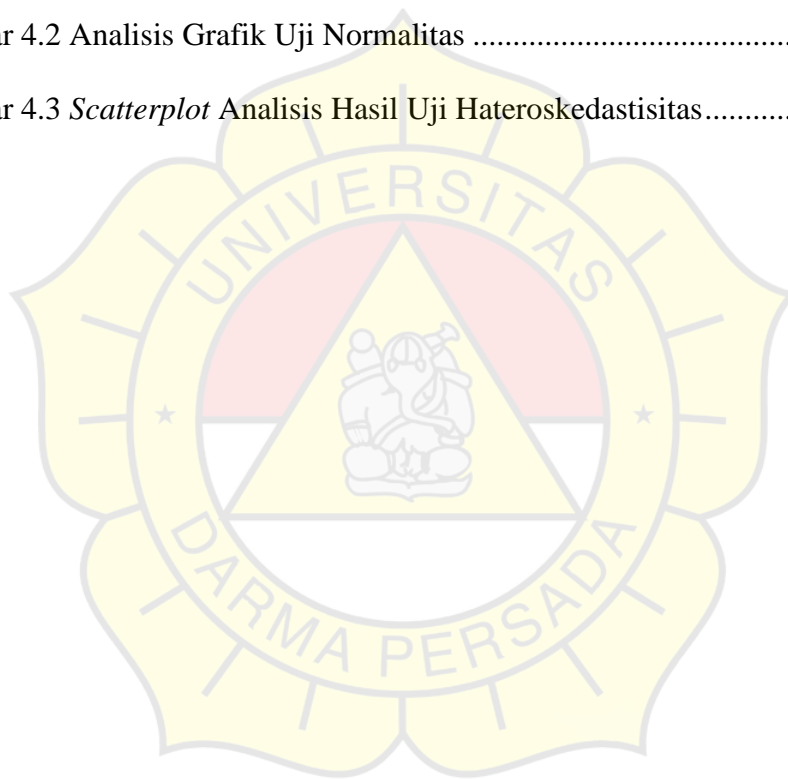 ar 4.2 Analisis Grafik Uji Normalitas ......................................
ar 4.3 Scatterplot Analisis Hasil Uji Hateroskedastisitas............
UNIVERSITAS
DARMA PERSADA